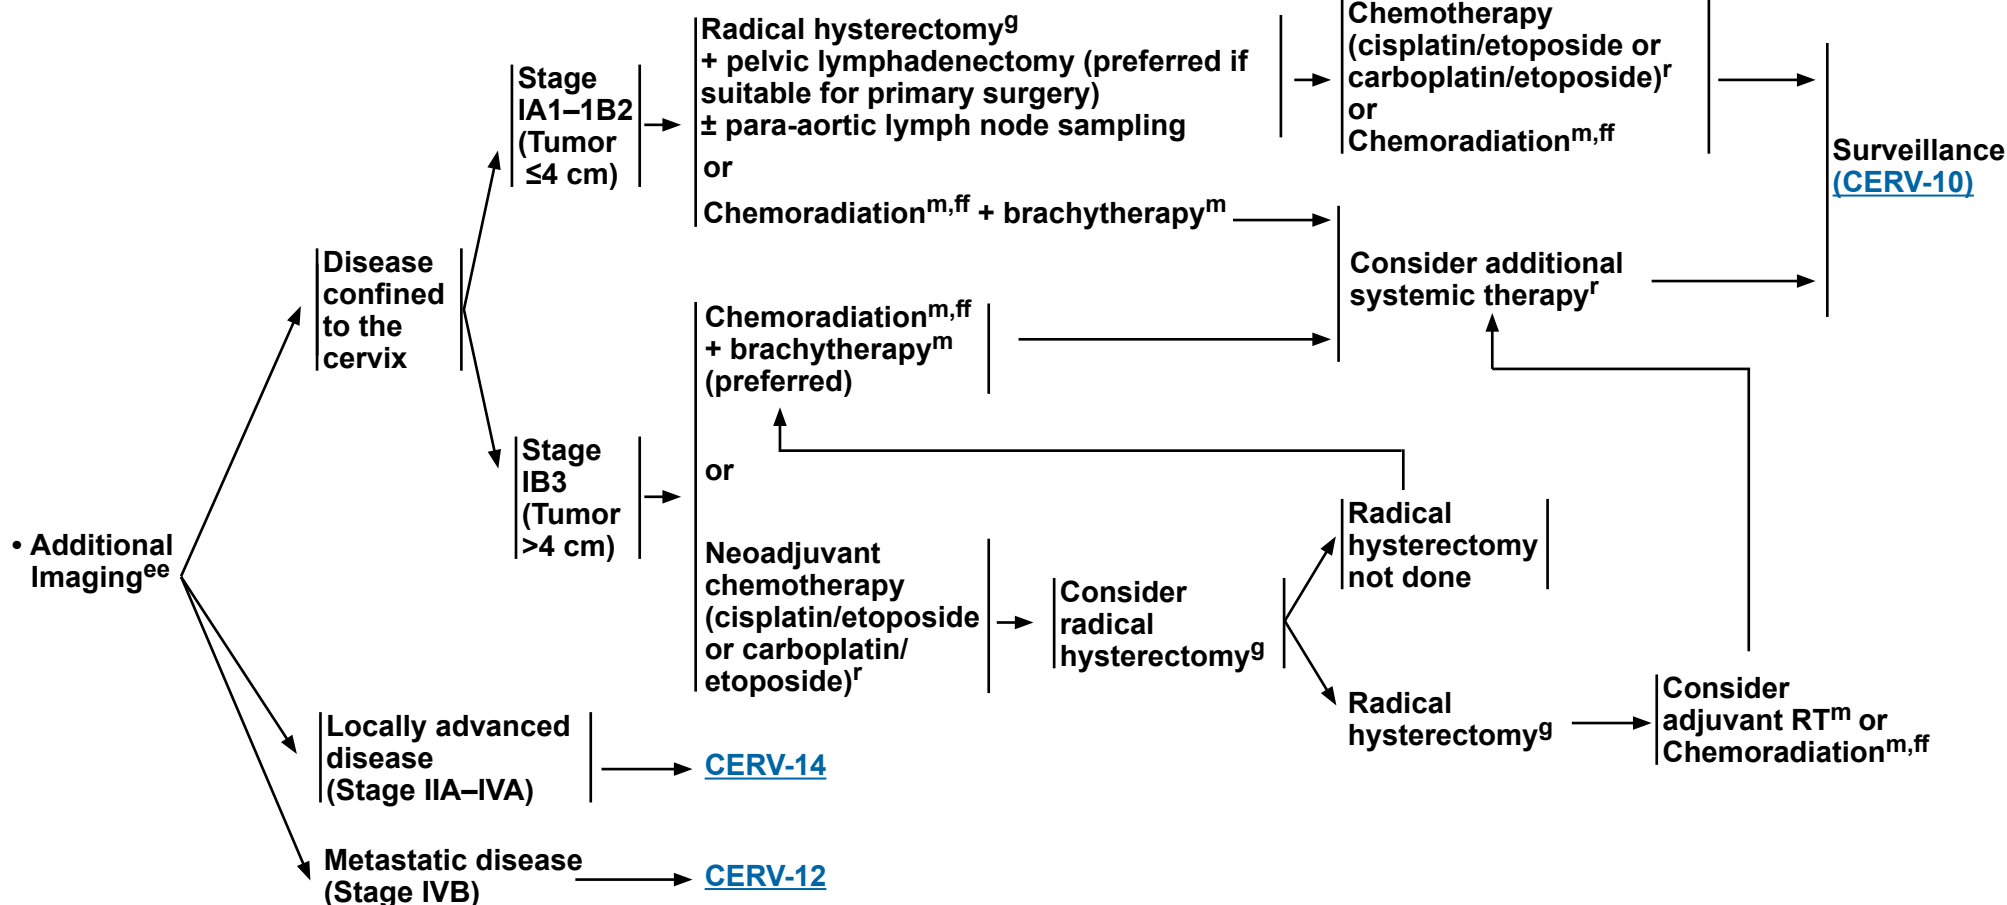 • Additional
Imagingee
Disease
confined
to the
cervix
Stage
IA1–1B2
(Tumor
≤4 cm)
Radical hysterectomyg
+ pelvic lymphadenectomy (preferred if
suitable for primary surgery)
± para-aortic lymph node sampling
or
Chemoradiationm,ff + brachytherapym
Chemotherapy
(cisplatin/etoposide or
carboplatin/etoposide)r
or
Chemoradiationm,ff
Surveillance
(CERV-10)
Consider additional
systemic therapyr
Stage
IB3
(Tumor
>4 cm)
Chemoradiationm,ff
+ brachytherapym
(preferred)
or
Neoadjuvant
chemotherapy
(cisplatin/etoposide
or carboplatin/
etoposide)r
Consider
radical
hysterectomyg
Radical
hysterectomy
not done
Radical
hysterectomyg
Consider
adjuvant RTm or
Chemoradiationm,ff
Locally advanced
disease
(Stage IIA–IVA)
CERV-14
Metastatic disease
(Stage IVB)
CERV-12